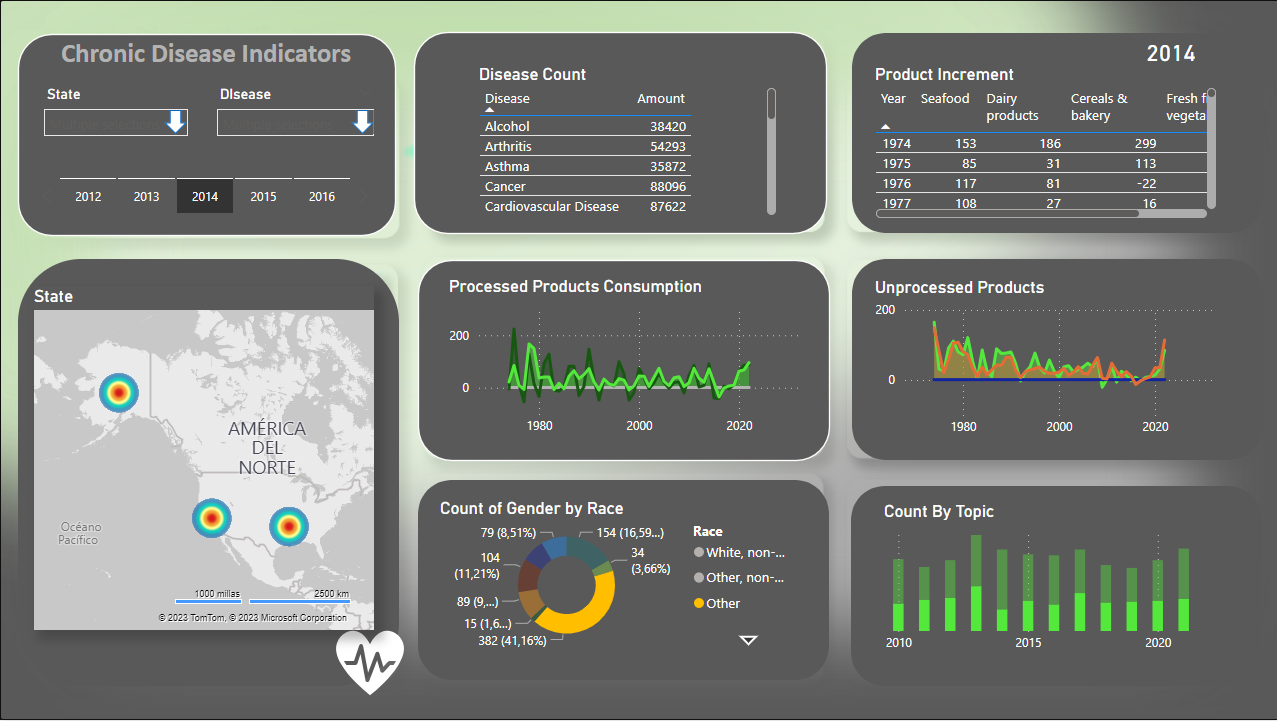 Chronic Disease Indicators
State
DIsease
2012 2013 2014 2015 2016
Disease Count
Disease Amount
Alcohol 38420
Arthritis 54293
Asthma 35872
Cancer 88096
Cardiovascular Disease 87622
2014
Product Increment
Year Seafood Dairy products Cereals & bakery Fresh
1974 153 186 299
1975 85 31 113
1976 117 81 -22
1977 108 27 16
State
AMÉRICA
DEL
NORTE
Océano
Pacífico
1000 millas 2500 km
© 2023 TomTom, © 2023 Microsoft Corporation
Processed Products Consumption
200
0
1980 2000 2020
Unprocessed Products
200
0
1980 2000 2020
Count of Gender by Race
79 (8,51%)
154 (16,59...)
34
(3,66%)
104
(11,21%)
89 (9,...)
15 (1,6...)
382 (41,16%)
Race
White, non-...
Other, non-...
Other
Count By Topic
2010 2015 2020